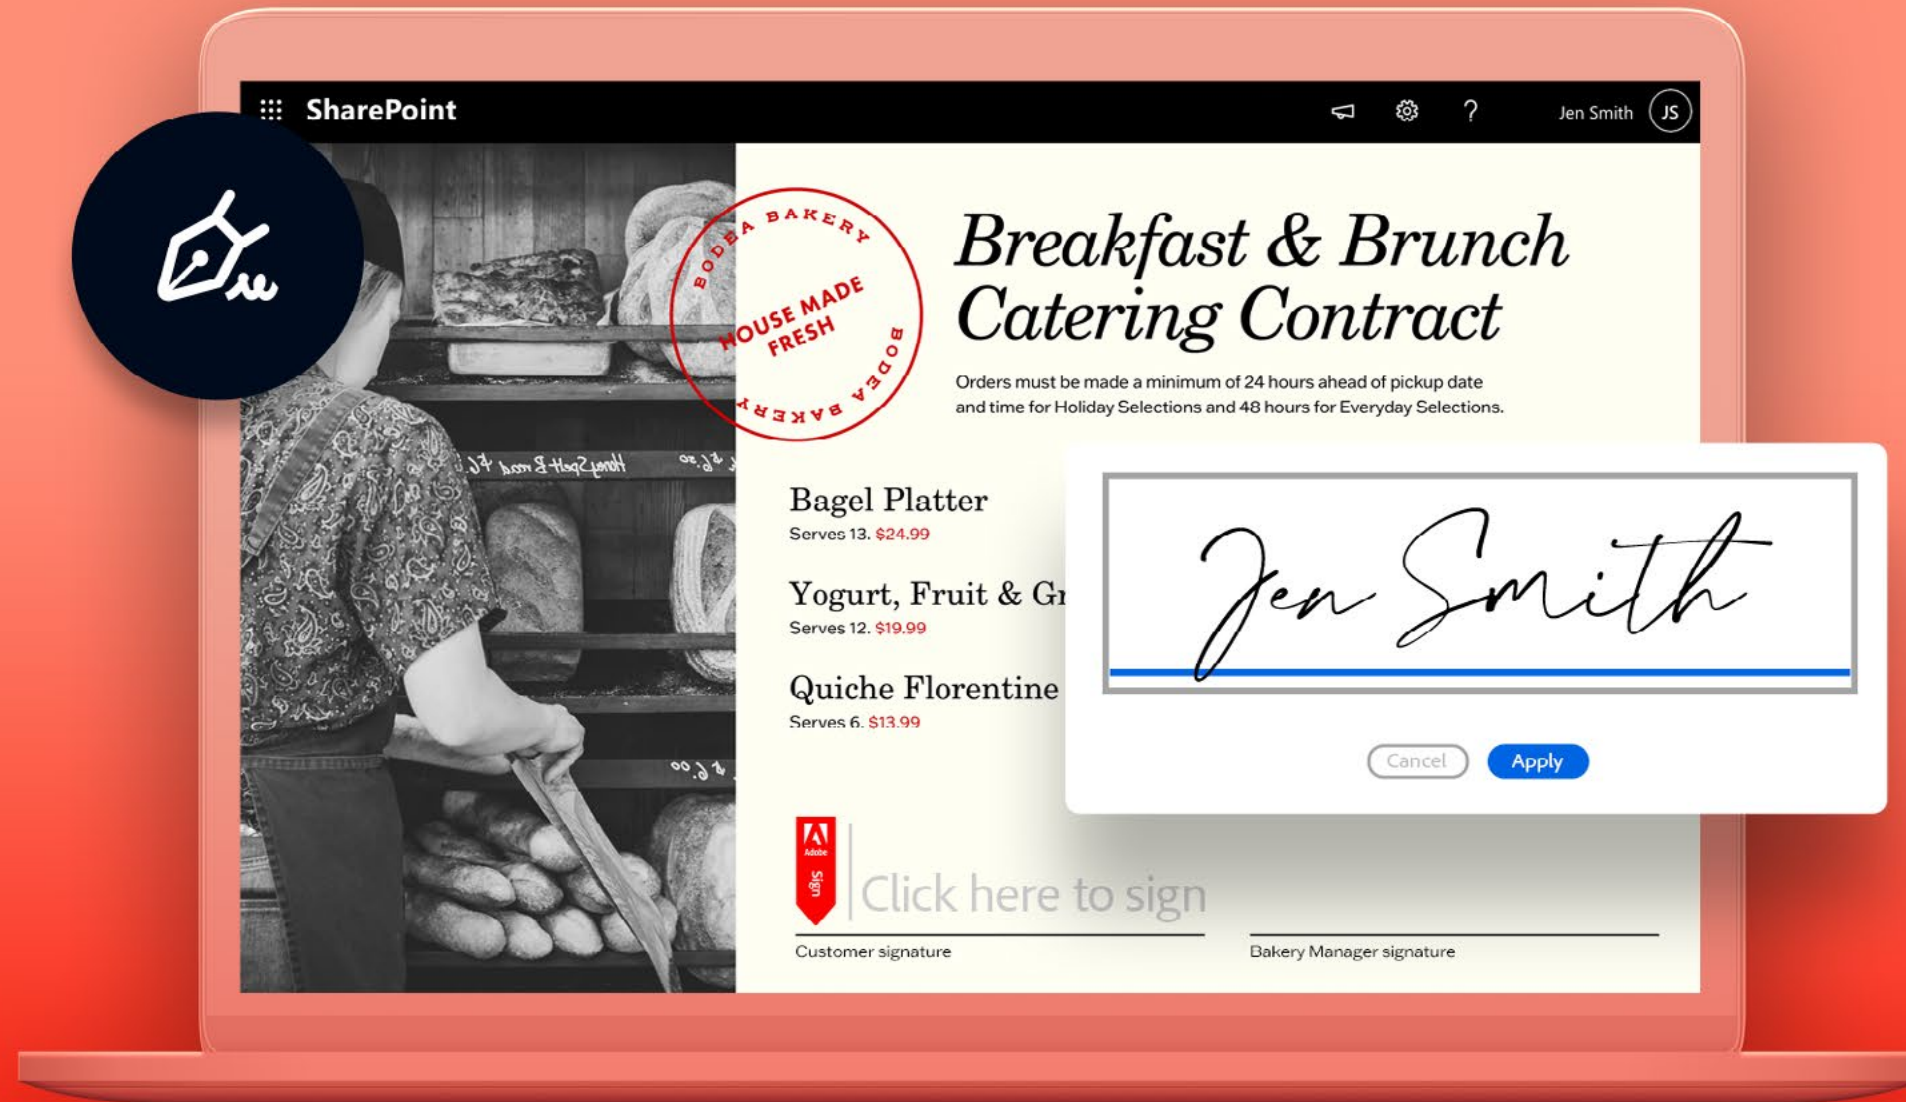 SharePoint
Jen Smith
JS
BODEA BAKERY
HOUSE MADE
FRESH
BODEA BAKERY
Breakfast & Brunch
Catering Contract
Orders must be made a minimum of 24 hours ahead of pickup date
and time for Holiday Selections and 48 hours for Everyday Selections.
Honey Spelt Bread
Bagel Platter
Serves 13. $24.99
Yogurt, Fruit &
Serves 12. $19.99
Quiche Florentine
Serves 6. $13.99
Jen Smith
Cancel
Apply
Adobe
Sign
Click here to sign
Customer signature
Bakery Manager signature